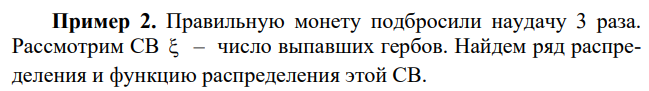 Пример 2. Правильную монету подбросили наудачу 3 раза.
Рассмотрим СВ ξ – число выпавших гербов. Найдем ряд распре-
деления и функцию распределения этой СВ.